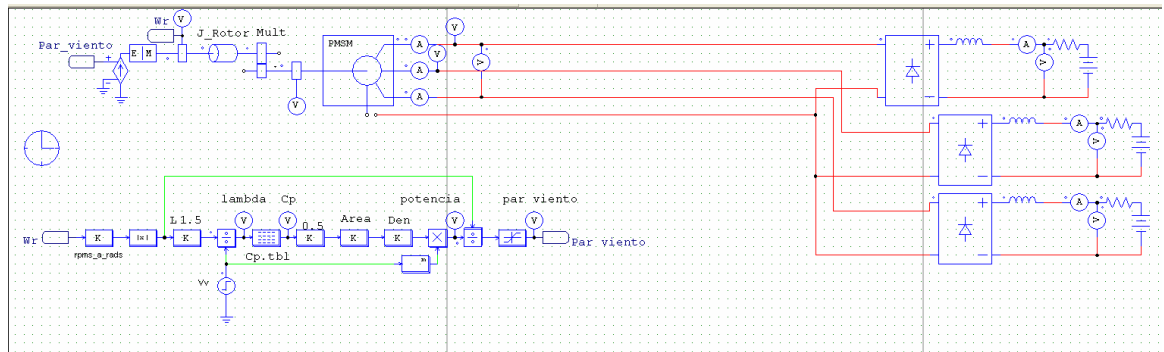 Wr V
J_Rotor Mult
Par_viento
E M
PMSM
V
A
V
A
V
A
V
A
V
A
V
A
V
lambda Cp potencia par viento
V V V V
L1.5 0.5 Area Den
Wr K |x| K K K K Par viento
rpms_a_rads
Cp.tbl
Vv